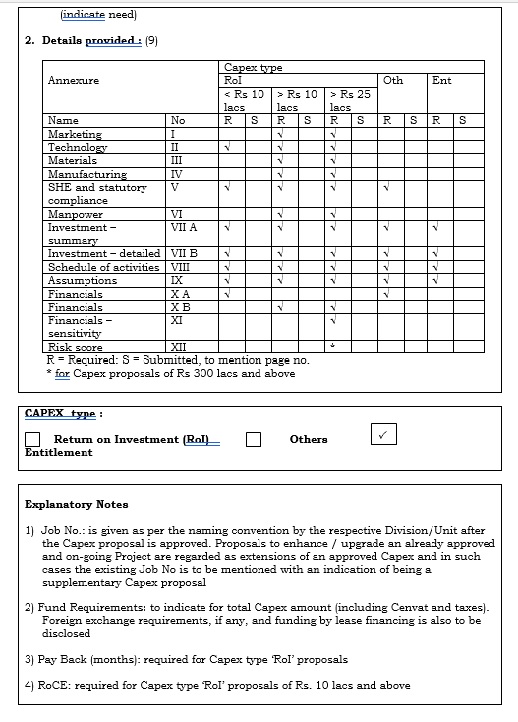 (indicate need)
2. Details provided : (9)
Annexure
Capex type
RoI
Oth
Ent
< Rs 10 lacs
> Rs 10 lacs
> Rs 25 lacs
Name No R S R S R S R S R S
Marketing I √ √
Technology II √ √ √
Materials III √ √
Manufacturing IV √ √
SHE and statutory compliance V √ √ √ √
Manpower VI √ √
Investment – summary VII A √ √ √ √ √
Investment – detailed VII B √ √ √ √ √
Schedule of activities VIII √ √ √ √ √
Assumptions IX √ √ √ √ √
Financials X A √ √
Financials X B √ √
Financials – sensitivity XI √
Risk score XII *
R = Required: S = Submitted, to mention page no.
* for Capex proposals of Rs 300 lacs and above
CAPEX type :
Return on Investment (RoI) Others ✓
Entitlement
Explanatory Notes
1) Job No.: is given as per the naming convention by the respective Division/Unit after
the Capex proposal is approved. Proposals to enhance / upgrade an already approved
and on-going Project are regarded as extensions of an approved Capex and in such
cases the existing Job No is to be mentioned with an indication of being a
supplementary Capex proposal
2) Fund Requirements: to indicate for total Capex amount (including Cenvat and taxes).
Foreign exchange requirements, if any, and funding by lease financing is also to be
disclosed
3) Pay Back (months): required for Capex type 'RoI' proposals
4) RoCE: required for Capex type 'RoI' proposals of Rs. 10 lacs and above